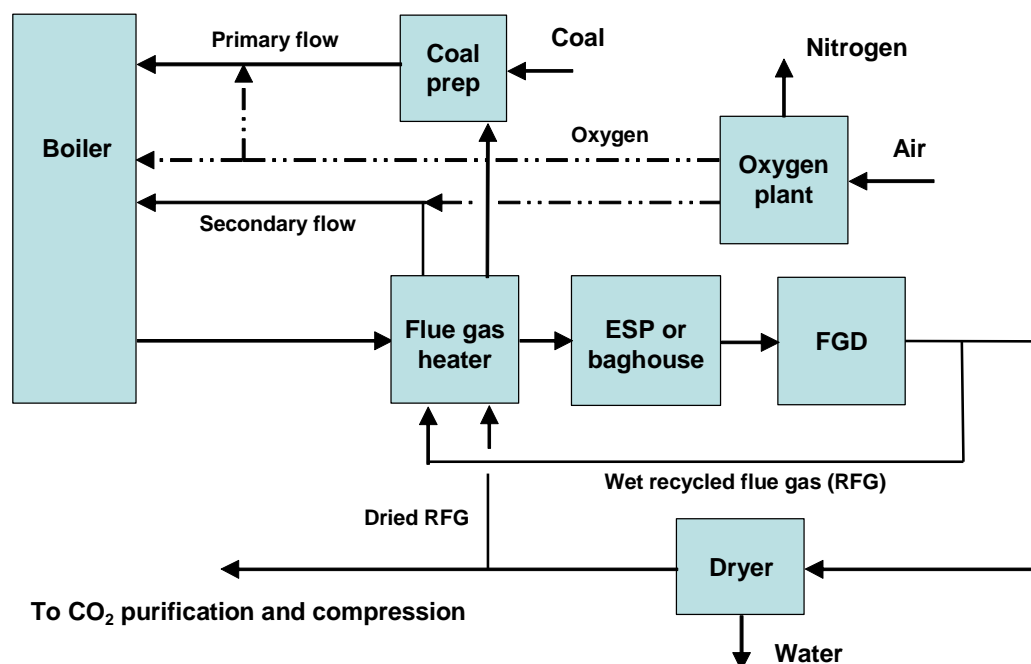 Primary flow
Coal
prep
Coal
Nitrogen
Boiler
Oxygen
Oxygen
plant
Air
Secondary flow
Flue gas
heater
ESP or
baghouse
FGD
Wet recycled flue gas (RFG)
Dried RFG
Dryer
To CO₂ purification and compression
Water